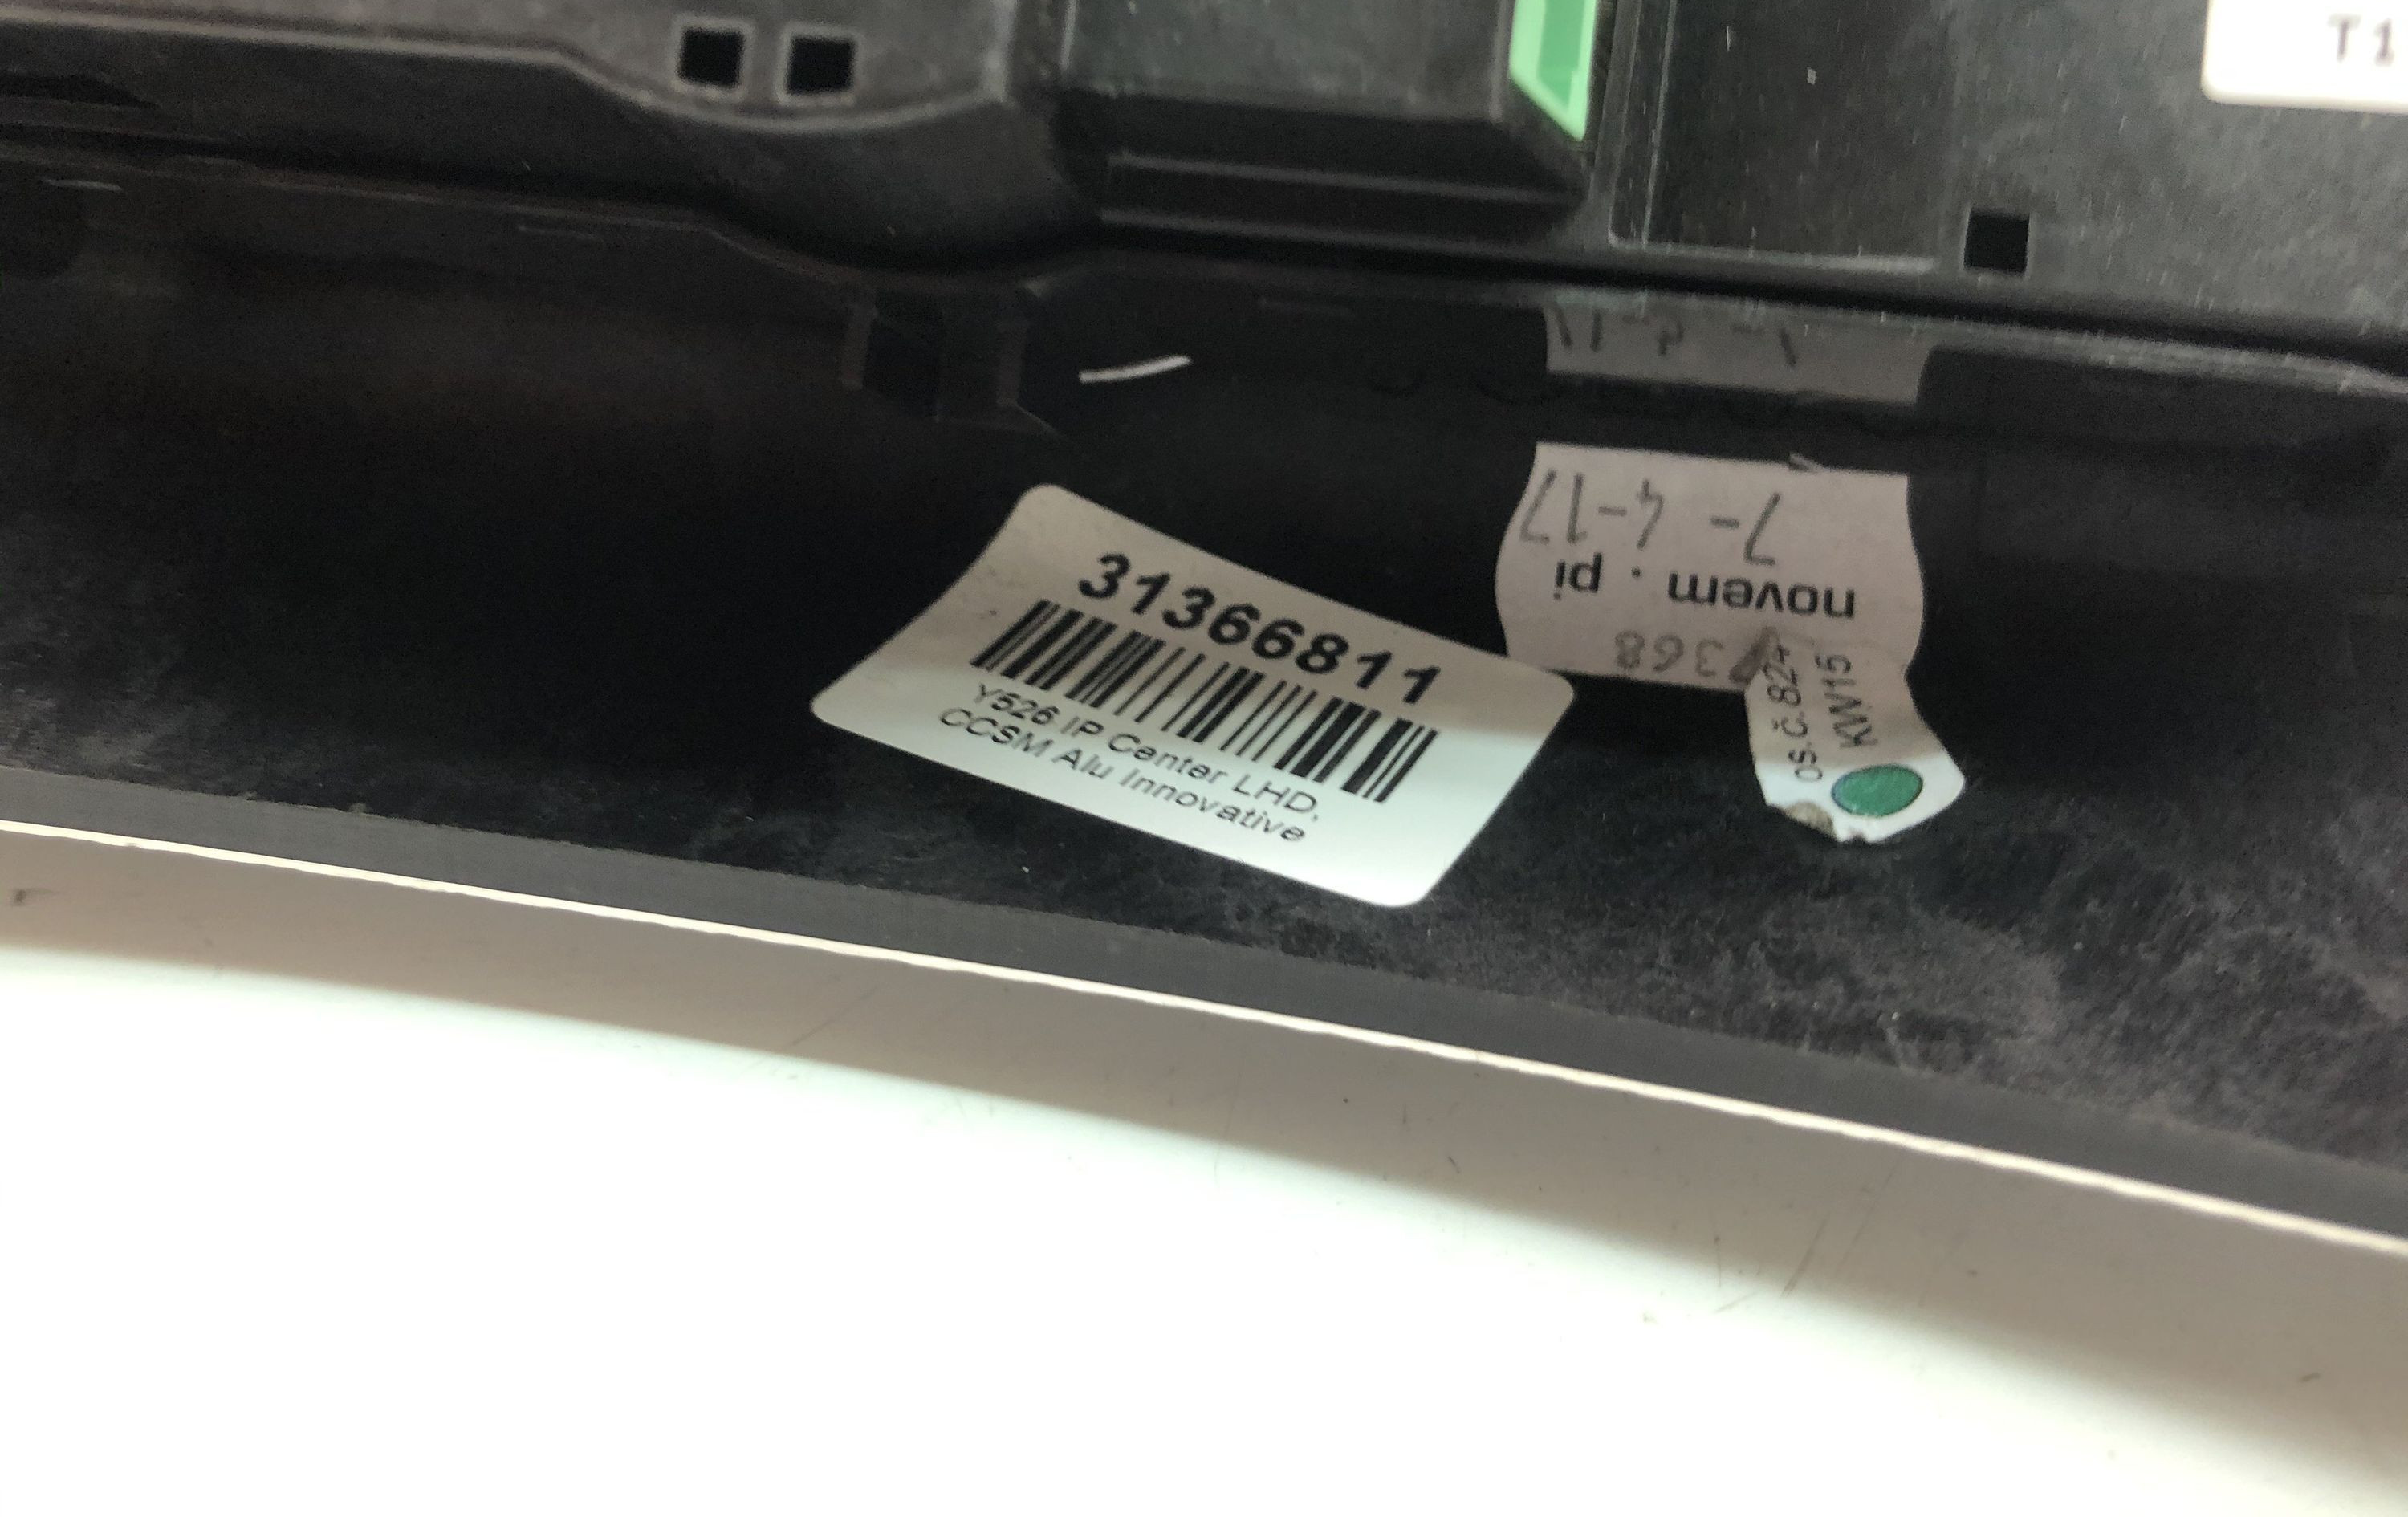 T1
31366811
Y526 IP Center LHD,
CCSM Alu Innovative
7-4-17
novem. pi
368
os.č.824
KW15